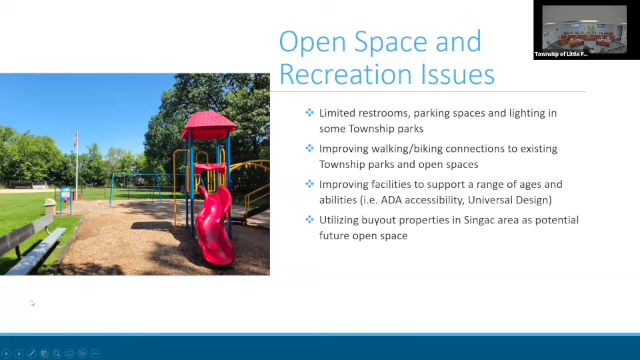 Open Space and
Recreation Issues
Township of Little F...
Limited restrooms, parking spaces and lighting in
some Township parks
Improving walking/biking connections to existing
Township parks and open spaces
Improving facilities to support a range of ages and
abilities (i.e. ADA accessibility, Universal Design)
Utilizing buyout properties in Singac area as potential
future open space